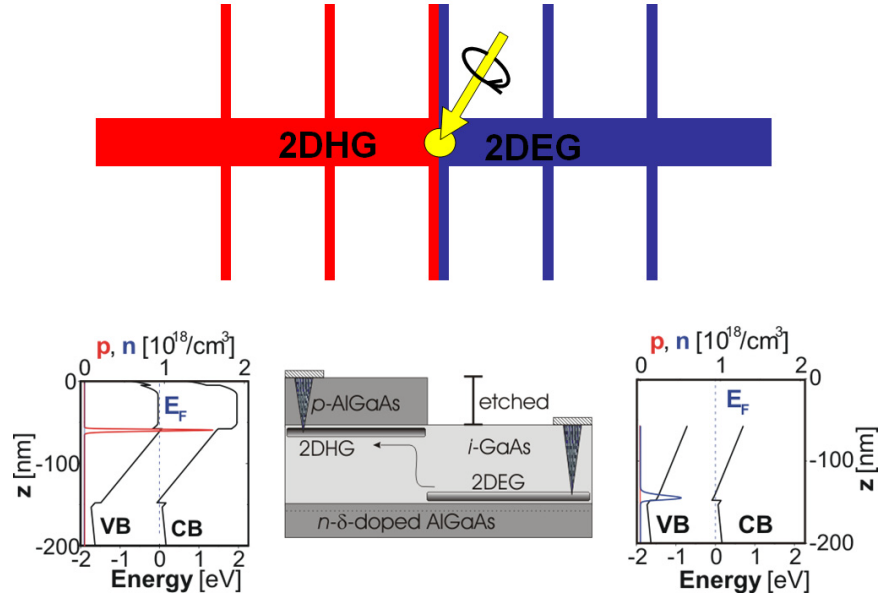 2DHG 2DEG
p, n [10^18/cm^3]
0 1 2
0
-100
-200
z [nm]
E_F
VB CB
-2 -1 0 1 2
Energy [eV]
p-AlGaAs
etched
2DHG
i-GaAs
2DEG
n-δ-doped AlGaAs
p, n [10^18/cm^3]
0 1 2
0
-100
-200
z [nm]
E_F
VB CB
-2 -1 0 1 2
Energy [eV]